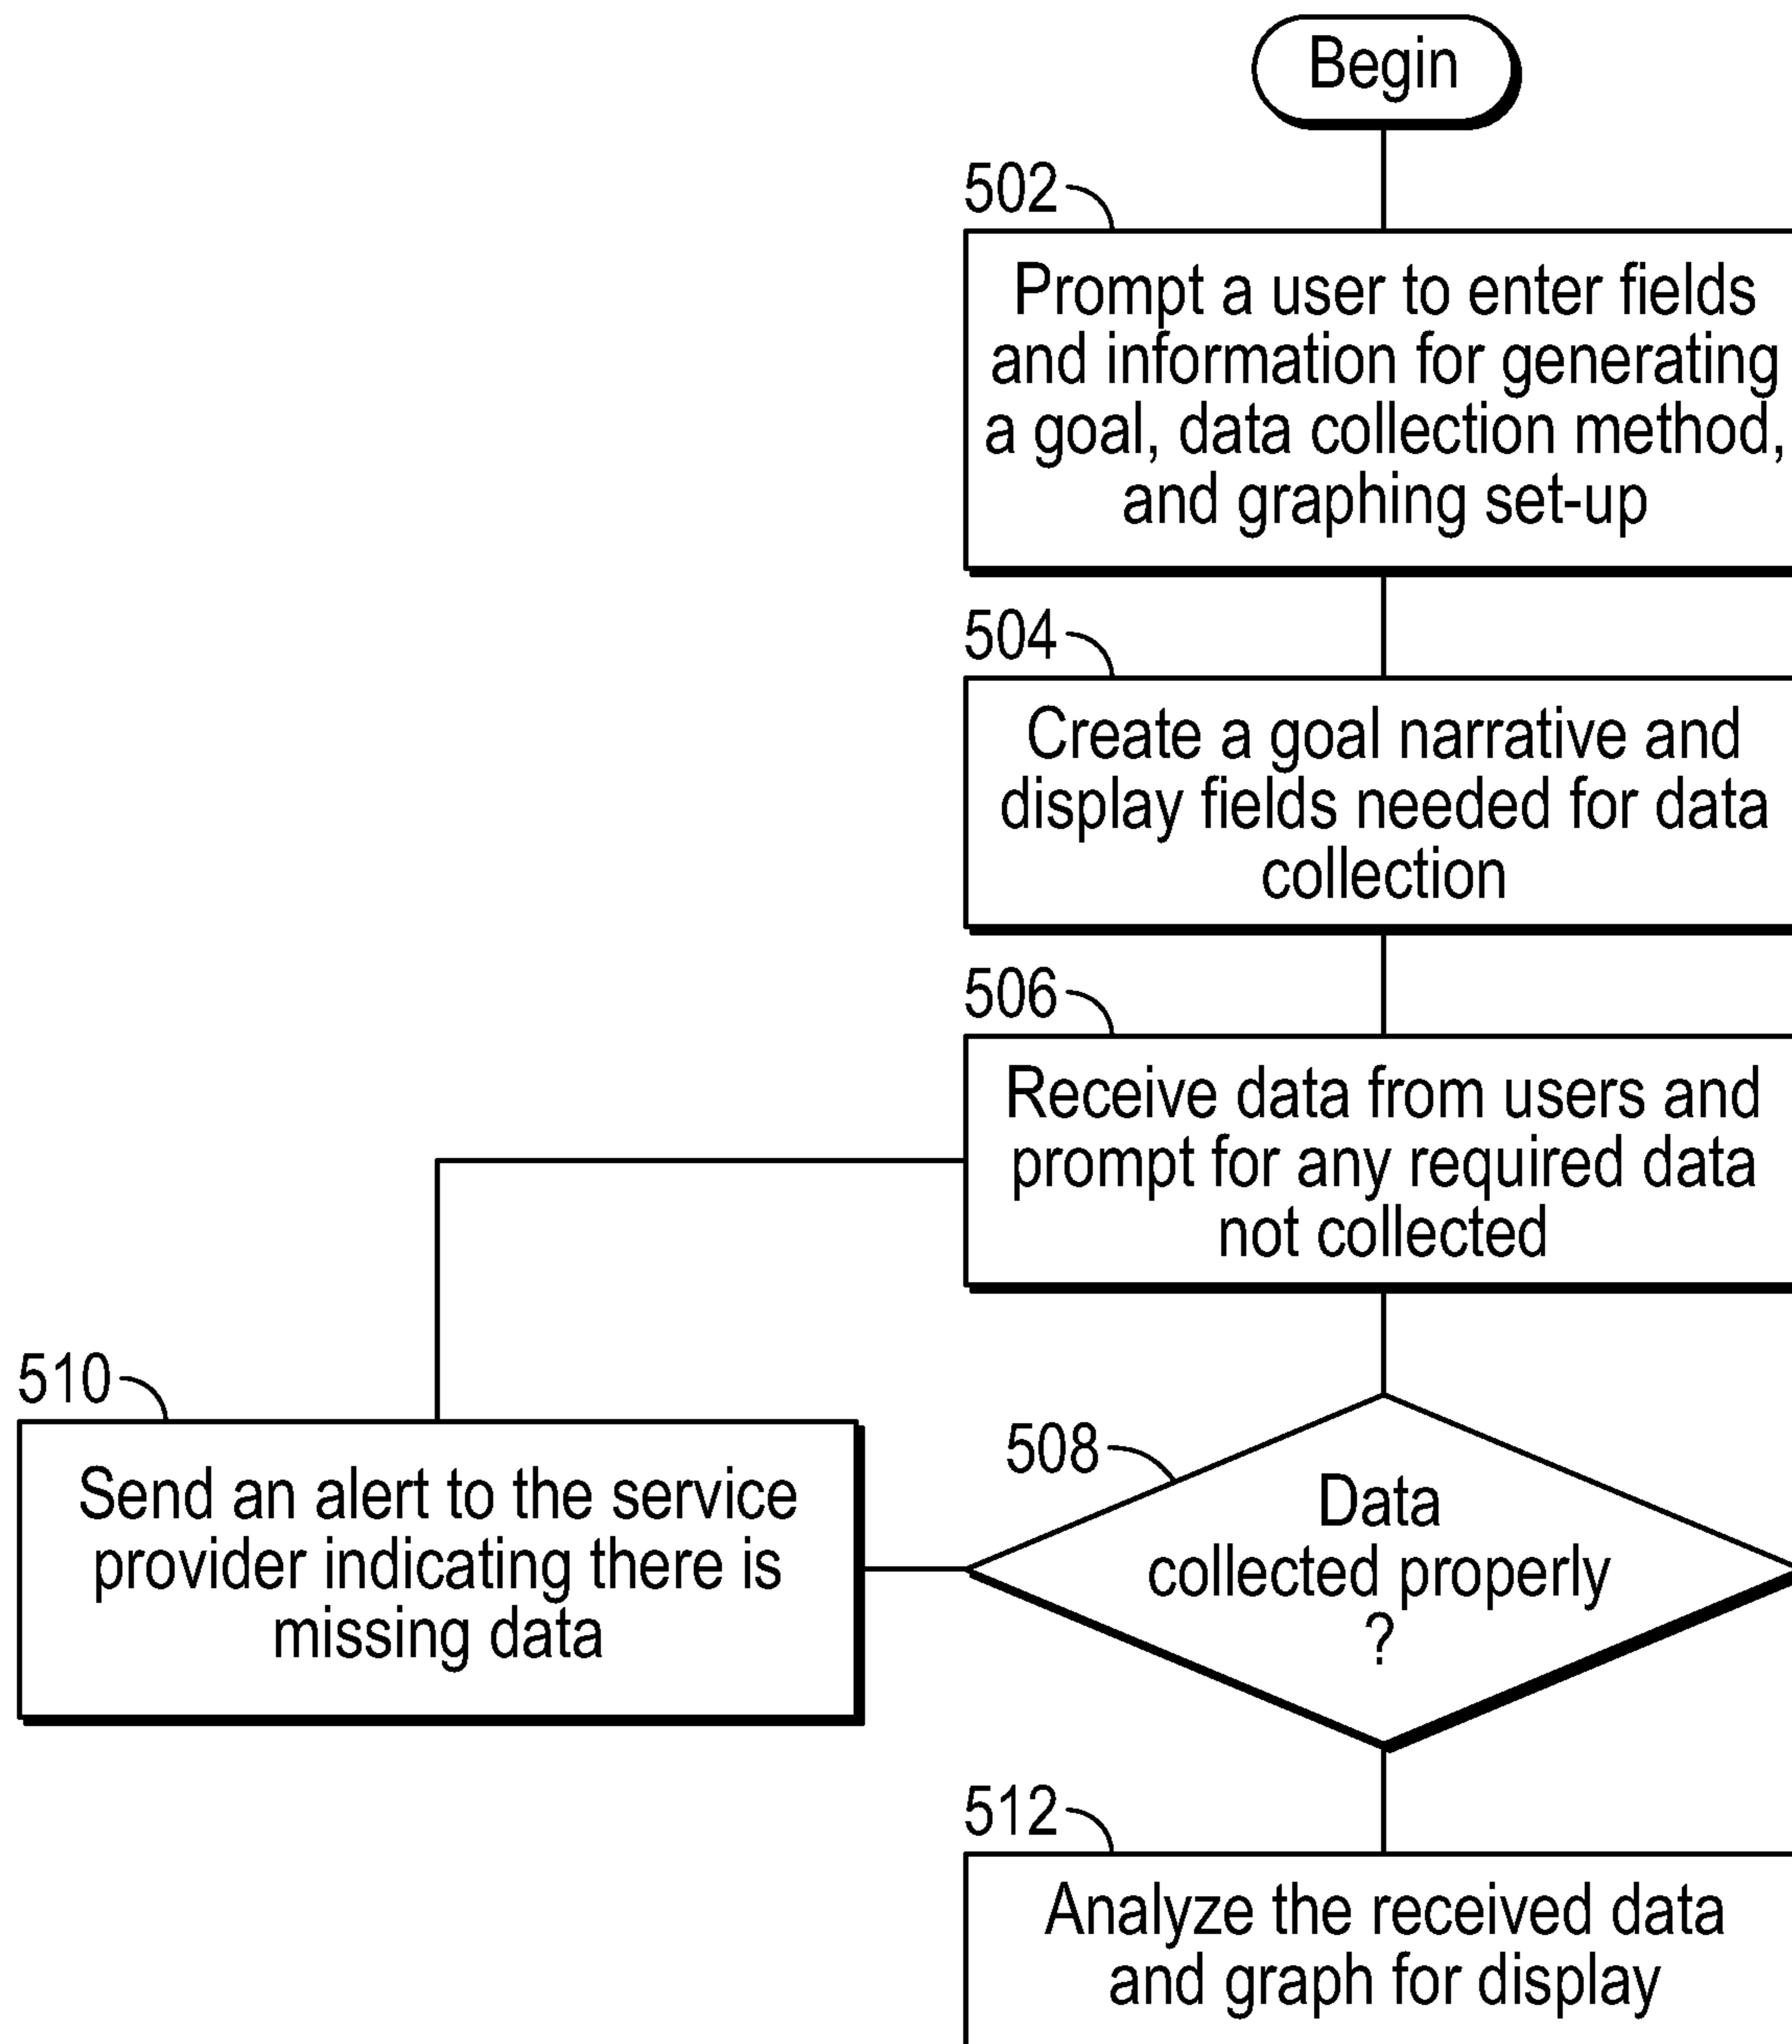 Begin
502
Prompt a user to enter fields
and information for generating
a goal, data collection method,
and graphing set-up
504
Create a goal narrative and
display fields needed for data
collection
506
Receive data from users and
prompt for any required data
not collected
510
Send an alert to the service
provider indicating there is
missing data
508
Data
collected properly
?
512
Analyze the received data
and graph for display